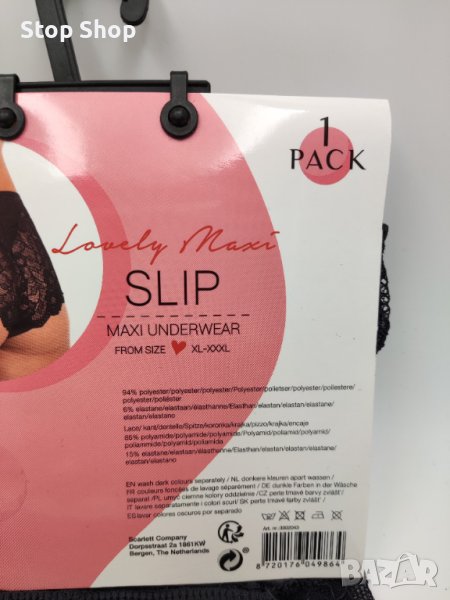 Stop Shop
1
PACK
Lovely Maxi
SLIP
MAXI UNDERWEAR
FROM SIZE XL-XXXL
94% polyester/polyester/polyester/Polyester/poliéster/polyester/poliestere/
polyester/poliéster
6% elastane/elastaan/élasthanne/Elasthan/elastan/elastan/elastane/
elastan/elastano
Lace/ kant/dentelle/Spitze/koronka/krajka/pizzo/krajka/encaje
85% polyamide/polyamide/polyamide/Polyamid/poliamid/polyamid/
poliammide/polyamid/poliamida
15% elastane/elastaan/élasthanne/Elasthan/elastan/elastan/elastane/
elastan/elastano
EN wash dark colours separately / NL donkere kleuren apart wassen /
FR couleurs foncées de lavage séparément / DE dunkle Farben in der Wäsche
separat /PL umyć ciemne kolory oddzielnie / CZ perte tmavé barvy zvlášť /
IT lavare separatamente i colori scuri / SK perte tmavé farby zvlášť /
ES lavar colores oscuros por separado
Scarlett Company
Dorpsstraat 2a 1861KW
Bergen, The Netherlands
Art. nr.
8 720176 049864
BAZAR